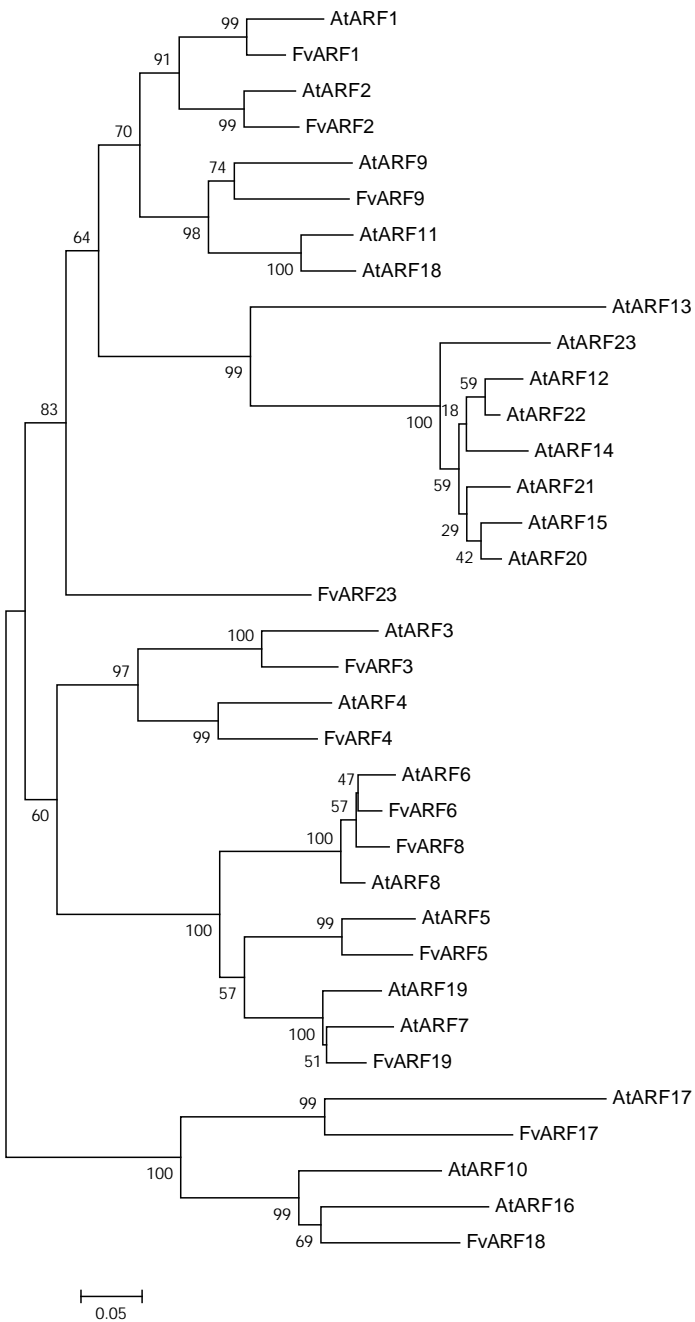 AtARF1
99
FvARF1
91
AtARF2
99
FvARF2
70
AtARF9
74
FvARF9
98
AtARF11
64
100
AtARF18
AtARF13
99
AtARF23
AtARF12
59
83
18
AtARF22
100
AtARF14
59
AtARF21
29
AtARF15
42
AtARF20
FvARF23
AtARF3
100
FvARF3
97
AtARF4
99
FvARF4
AtARF6
47
57
FvARF6
60
100
FvARF8
AtARF8
AtARF5
99
100
FvARF5
57
AtARF19
100
AtARF7
51
FvARF19
AtARF17
99
FvARF17
100
AtARF10
99
AtARF16
69
FvARF18
0.05